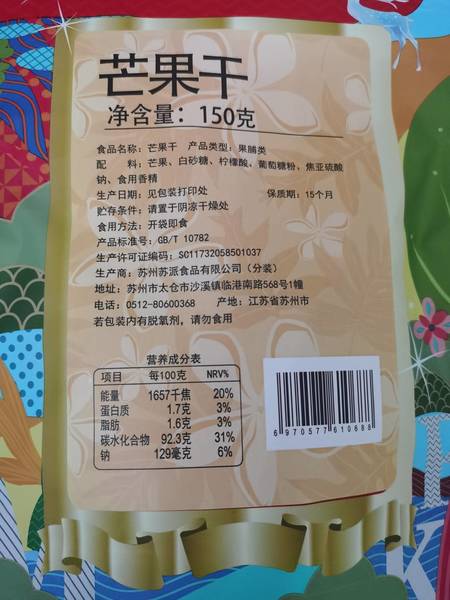 芒果干
净含量：150克
食品名称：芒果干 产品类型：果脯类
配 料：芒果、白砂糖、柠檬酸、葡萄糖粉、焦亚硫酸
钠、食用香精
生产日期：见包装打印处 保质期：15个月
贮存条件：请置于阴凉干燥处
食用方法：开袋即食
产品标准号：GB/T 10782
生产许可证编码：SC11732058501037
生产商：苏州苏派食品有限公司（分装）
地址：苏州市太仓市沙溪镇临港南路568号1幢
电话：0512-80600368 产地：江苏省苏州市
若包装内有脱氧剂，请勿食用
营养成分表
项目 每100克 NRV%
能量 1657千焦 20%
蛋白质 1.7克 3%
脂肪 1.6克 3%
碳水化合物 92.3克 31%
钠 129毫克 6%
6 970577 610688